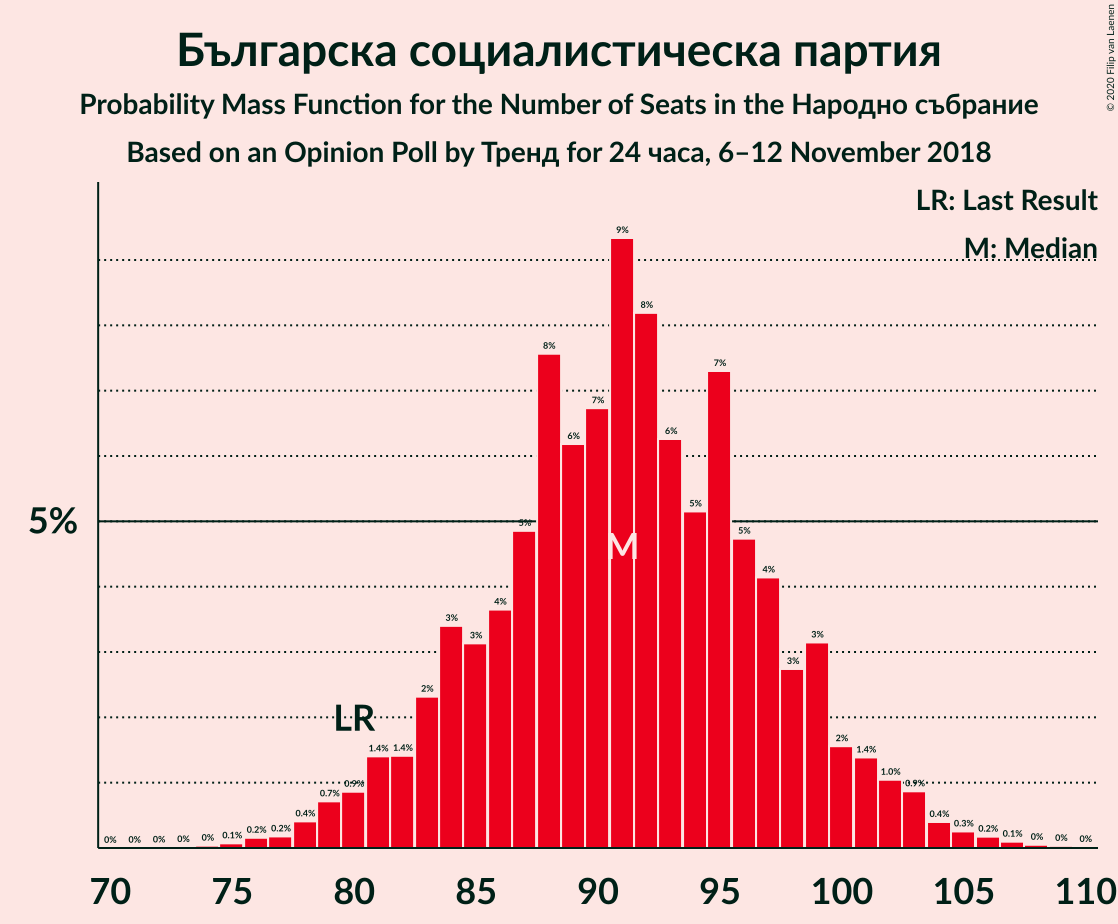 Българска социалистическа партия
Probability Mass Function for the Number of Seats in the Народно събрание
Based on an Opinion Poll by Тренд for 24 часа, 6–12 November 2018
© 2020 Filip van Laenen
LR: Last Result
M: Median
5%
LR
M
0% 0% 0% 0% 0% 0.1% 0.2% 0.2% 0.4% 0.7% 0.9% 1.4% 1.4% 2% 3% 3% 4% 5% 8% 6% 7% 9% 8% 6% 5% 7% 5% 4% 3% 3% 2% 1.4% 1.0% 0.9% 0.4% 0.3% 0.2% 0.1% 0% 0% 0%
70 75 80 85 90 95 100 105 110